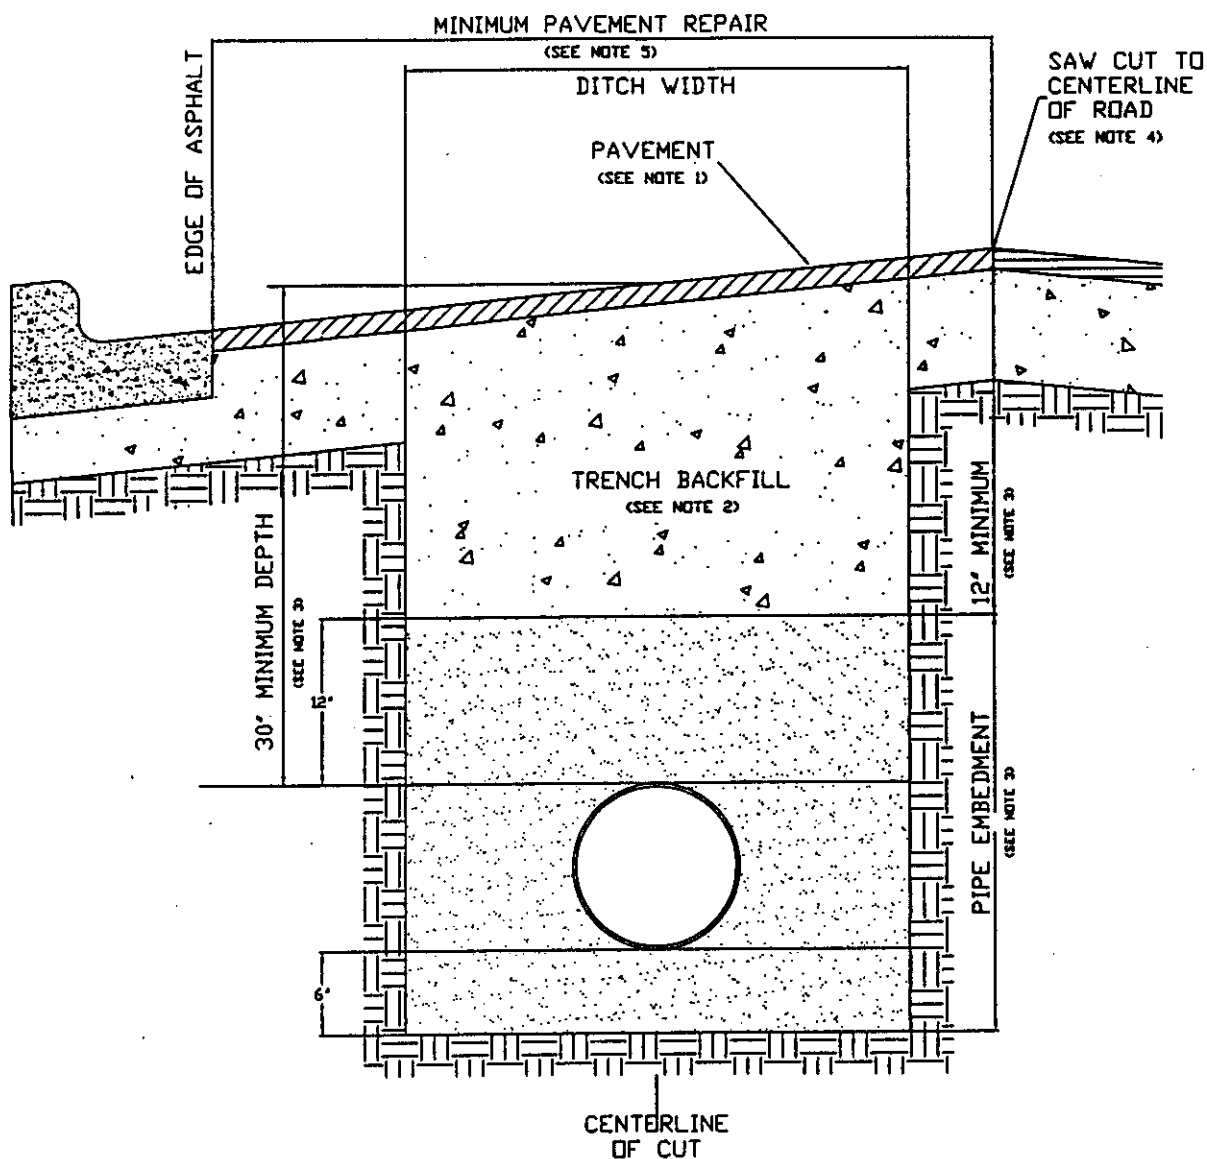 MINIMUM PAVEMENT REPAIR
(SEE NOTE 5)
DITCH WIDTH
EDGE OF ASPHALT
SAW CUT TO
CENTERLINE
OF ROAD
(SEE NOTE 4)
PAVEMENT
(SEE NOTE 1)
TRENCH BACKFILL
(SEE NOTE 2)
30" MINIMUM DEPTH
(SEE NOTE 3)
12" MINIMUM
(SEE NOTE 3)
12"
PIPE EMBEDMENT
(SEE NOTE 3)
6"
CENTERLINE
OF CUT